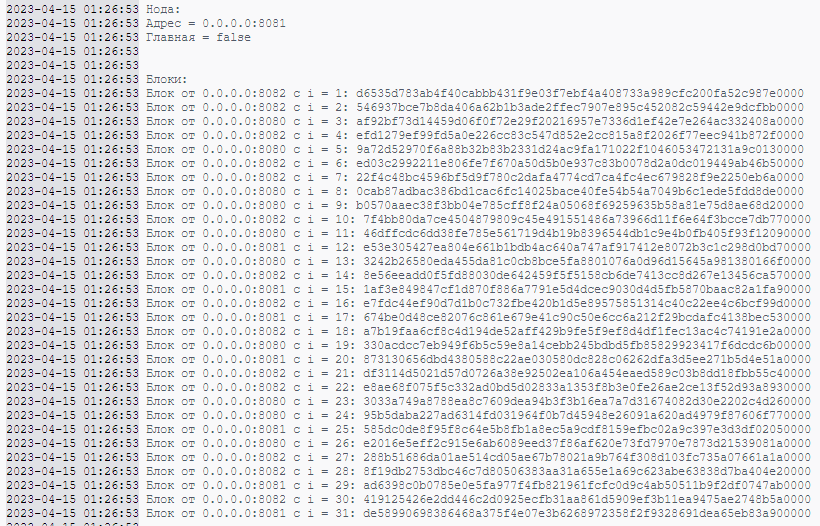 2023-04-15 01:26:53 Нода:
2023-04-15 01:26:53 Адрес = 0.0.0.0:8081
2023-04-15 01:26:53 Главная = false
2023-04-15 01:26:53
2023-04-15 01:26:53
2023-04-15 01:26:53 Блоки:
2023-04-15 01:26:53 Блок от 0.0.0.0:8082 с i = 1: d6535d783ab4f40cabbb431f9e03f7ebf4a408733a989cfc200fa52c987e0000
2023-04-15 01:26:53 Блок от 0.0.0.0:8082 с i = 2: 546937bce7b8da406a62b1b3ade2ffec7907e895c452082c59442e9dcfbb0000
2023-04-15 01:26:53 Блок от 0.0.0.0:8080 с i = 3: af92bf73d14459d06f0f72e29f20216957e7336d1ef42e7e264ac332408a0000
2023-04-15 01:26:53 Блок от 0.0.0.0:8082 с i = 4: efd1279ef99fd5a0e226cc83c547d852e2cc815a8f2026f77eec941b872f0000
2023-04-15 01:26:53 Блок от 0.0.0.0:8080 с i = 5: 9a72d52970f6a88b32b83b2331d24ac9fa171022f1046053472131a9c0130000
2023-04-15 01:26:53 Блок от 0.0.0.0:8082 с i = 6: ed03c2992211e806fe7f670a50d5b0e937c83b0078d2a0dc019449ab46b50000
2023-04-15 01:26:53 Блок от 0.0.0.0:8082 с i = 7: 22f4c48bc4596bf5d9f780c2dafa4774cd7ca4fc4ec679828f9e2250eb6a0000
2023-04-15 01:26:53 Блок от 0.0.0.0:8080 с i = 8: 0cab87adbac386bd1cac6fc14025bace40fe54b54a7049b6c1ede5fdd8de0000
2023-04-15 01:26:53 Блок от 0.0.0.0:8080 с i = 9: b0570aaec38f3bb04e785cff8f24a05068f69259635b58a81e75d8ae68d20000
2023-04-15 01:26:53 Блок от 0.0.0.0:8082 с i = 10: 7f4bb80da7ce4504879809c45e491551486a73966d11f6e64f3bcce7db770000
2023-04-15 01:26:53 Блок от 0.0.0.0:8080 с i = 11: 46dffcdc6dd38fe785e561719d4b19b8396544db1c9e4b0fb405f93f12090000
2023-04-15 01:26:53 Блок от 0.0.0.0:8081 с i = 12: e53e305427ea804e661b1bdb4ac640a747af917412e8072b3c1c298d0bd70000
2023-04-15 01:26:53 Блок от 0.0.0.0:8080 с i = 13: 3242b26580eda455da81c0cb8bce5fa8801076a0d96d15645a981380166f0000
2023-04-15 01:26:53 Блок от 0.0.0.0:8082 с i = 14: 8e56eeadd0f5fd88030de642459f5f5158cb6de7413cc8d267e13456ca570000
2023-04-15 01:26:53 Блок от 0.0.0.0:8081 с i = 15: 1af3e849847cf1d870f886a7791e5d4dcec9030d4d5fb5870baac82a1fa90000
2023-04-15 01:26:53 Блок от 0.0.0.0:8082 с i = 16: e7fdc44ef90d7d1b0c732fbe420b1d5e89575851314c40c22ee4c6bcf99d0000
2023-04-15 01:26:53 Блок от 0.0.0.0:8081 с i = 17: 674be0d48ce82076c861e679e41c90c50e6cc6a212f29bcdafc4138bec530000
2023-04-15 01:26:53 Блок от 0.0.0.0:8082 с i = 18: a7b19faa6cf8c4d194de52aff429b9fe5f9ef8d4df1fec13ac4c74191e2a0000
2023-04-15 01:26:53 Блок от 0.0.0.0:8080 с i = 19: 330acdcc7eb949f6b5c59e8a14cebb245bdbd5fb85829923417f6dcdc6b00000
2023-04-15 01:26:53 Блок от 0.0.0.0:8081 с i = 20: 873130656dbd4380588c22ae030580dc828c06262dfa3d5ee271b5d4e51a0000
2023-04-15 01:26:53 Блок от 0.0.0.0:8082 с i = 21: df3114d5021d57d0726a38e92502ea106a454eaed589c03b8dd18fbb55c40000
2023-04-15 01:26:53 Блок от 0.0.0.0:8082 с i = 22: e8ae68f075f5c332ad0bd5d02833a1353f8b3e0fe26ae2ce13f52d93a8930000
2023-04-15 01:26:53 Блок от 0.0.0.0:8080 с i = 23: 3033a749a8788ea8c7609dea94b3f3b16ea7a7d31674082d30e2202c4d260000
2023-04-15 01:26:53 Блок от 0.0.0.0:8082 с i = 24: 95b5daba227ad6314fd031964f0b7d45948e26091a620ad4979f87606f770000
2023-04-15 01:26:53 Блок от 0.0.0.0:8081 с i = 25: 585dc0de8f95f8c64e5b8fb1a8ec5a9cdf8159efbc02a9c397e3d3df02050000
2023-04-15 01:26:53 Блок от 0.0.0.0:8080 с i = 26: e2016e5eff2c915e6ab6089eed37f86af620e73fd7970e7873d21539081a0000
2023-04-15 01:26:53 Блок от 0.0.0.0:8082 с i = 27: 288b51686da01ae514cd05ae67b78021a9b764f308d103fc735a07661a1a0000
2023-04-15 01:26:53 Блок от 0.0.0.0:8082 с i = 28: 8f19db2753dbc46c7d80506383aa31a655e1a69c623abe63838d7ba404e20000
2023-04-15 01:26:53 Блок от 0.0.0.0:8081 с i = 29: ad6398c0b0785e0e5fa977f4fb821961fcfc0d9c4ab50511b9f2df0747ab0000
2023-04-15 01:26:53 Блок от 0.0.0.0:8082 с i = 30: 419125426e2dd446c2d0925ecfb31aa861d5909ef3b11ea9475ae2748b5a0000
2023-04-15 01:26:53 Блок от 0.0.0.0:8082 с i = 31: de58990698386468a375f4e07e3b6268972358f2f9328691dea65eb83a900000